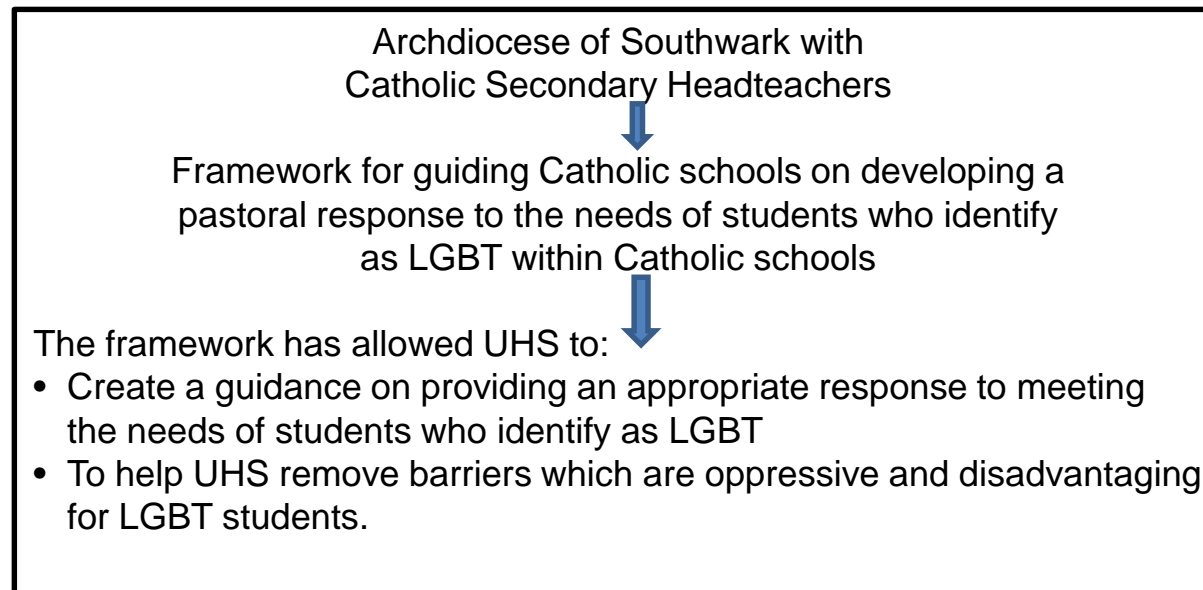 Archdiocese of Southwark with
Catholic Secondary Headteachers
Framework for guiding Catholic schools on developing a
pastoral response to the needs of students who identify
as LGBT within Catholic schools
The framework has allowed UHS to:
• Create a guidance on providing an appropriate response to meeting
the needs of students who identify as LGBT
• To help UHS remove barriers which are oppressive and disadvantaging
for LGBT students.